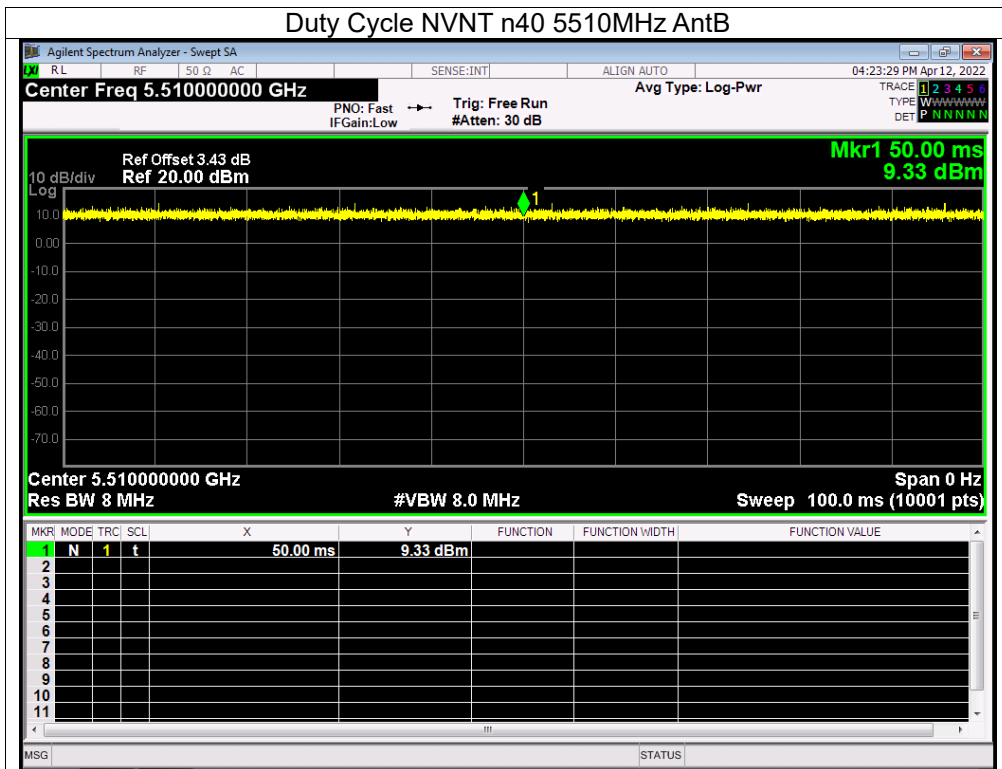 Duty Cycle NVNT n40 5510MHz AntB
Agilent Spectrum Analyzer - Swept SA
LXI RL RF 50 Ω AC SENSE:INT ALIGN AUTO 04:23:29 PM Apr 12, 2022
Center Freq 5.510000000 GHz Avg Type: Log-Pwr TRACE 1 2 3 4 5 6
PNO: Fast Trig: Free Run TYPE WWWWWWW
IFGain:Low #Atten: 30 dB DET P N N N N N
Mkr1 50.00 ms
Ref Offset 3.43 dB
10 dB/div Ref 20.00 dBm 9.33 dBm
Log
1
10.0
0.00
-10.0
-20.0
-30.0
-40.0
-50.0
-60.0
-70.0
Center 5.510000000 GHz Span 0 Hz
Res BW 8 MHz #VBW 8.0 MHz Sweep 100.0 ms (10001 pts)
MKR MODE TRC SCL X Y FUNCTION FUNCTION WIDTH FUNCTION VALUE
1 N 1 t 50.00 ms 9.33 dBm
2
3
4
5
6
7
8
9
10
11
MSG STATUS